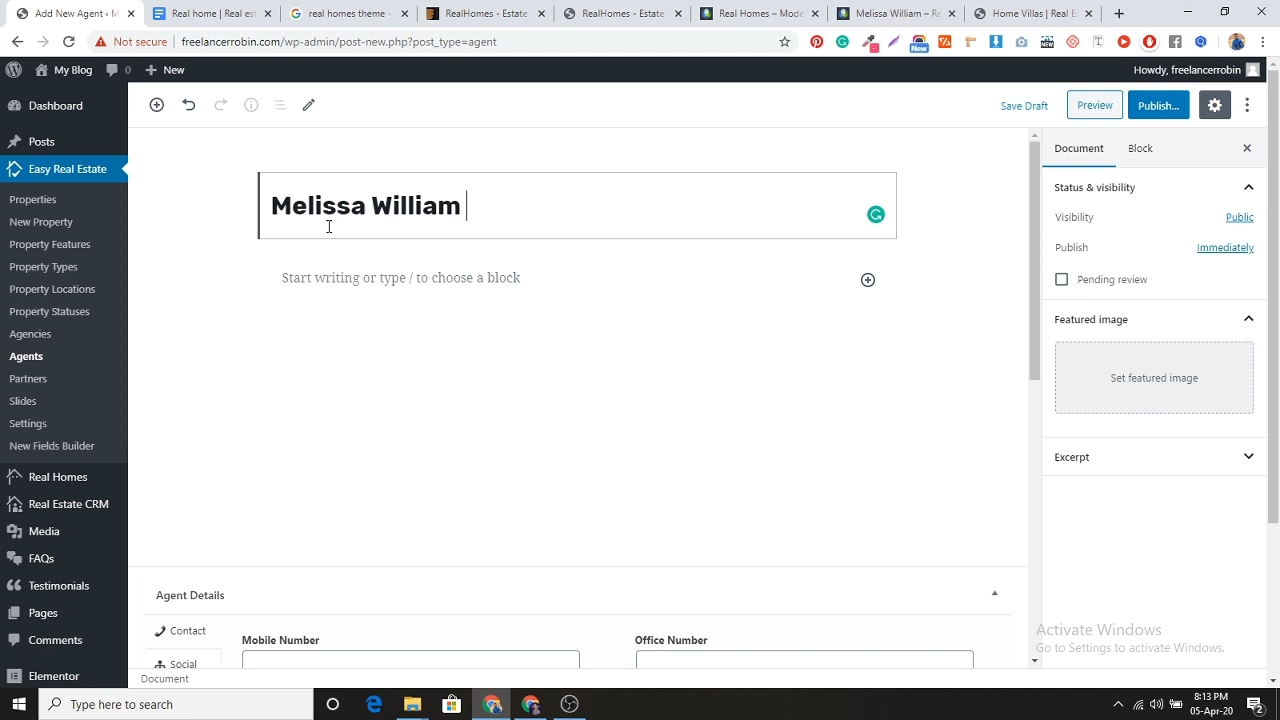 Add New Agent ‹ M
real home | Real est
real homes theme -
RealHomes - Estate
RealHomes - Estate
RealHomes – Mode
Melissa William - Re
Home Villas Real Es
Not secure | freelancerrobin.com/wp-admin/post-new.php?post_type=agent
New
NEW
My Blog
0
New
Howdy, freelancerrobin
Dashboard
Posts
Easy Real Estate
Properties
New Property
Property Features
Property Types
Property Locations
Property Statuses
Agencies
Agents
Partners
Slides
Settings
New Fields Builder
Real Homes
Real Estate CRM
Media
FAQs
Testimonials
Pages
Comments
Elementor
Save Draft
Preview
Publish...
Melissa William
Start writing or type / to choose a block
Document
Block
Status & visibility
Visibility
Public
Publish
Immediately
Pending review
Featured image
Set featured image
Excerpt
Agent Details
Contact
Social
Mobile Number
Office Number
Document
Activate Windows
Go to Settings to activate Windows.
Type here to search
8:13 PM
05-Apr-20
2